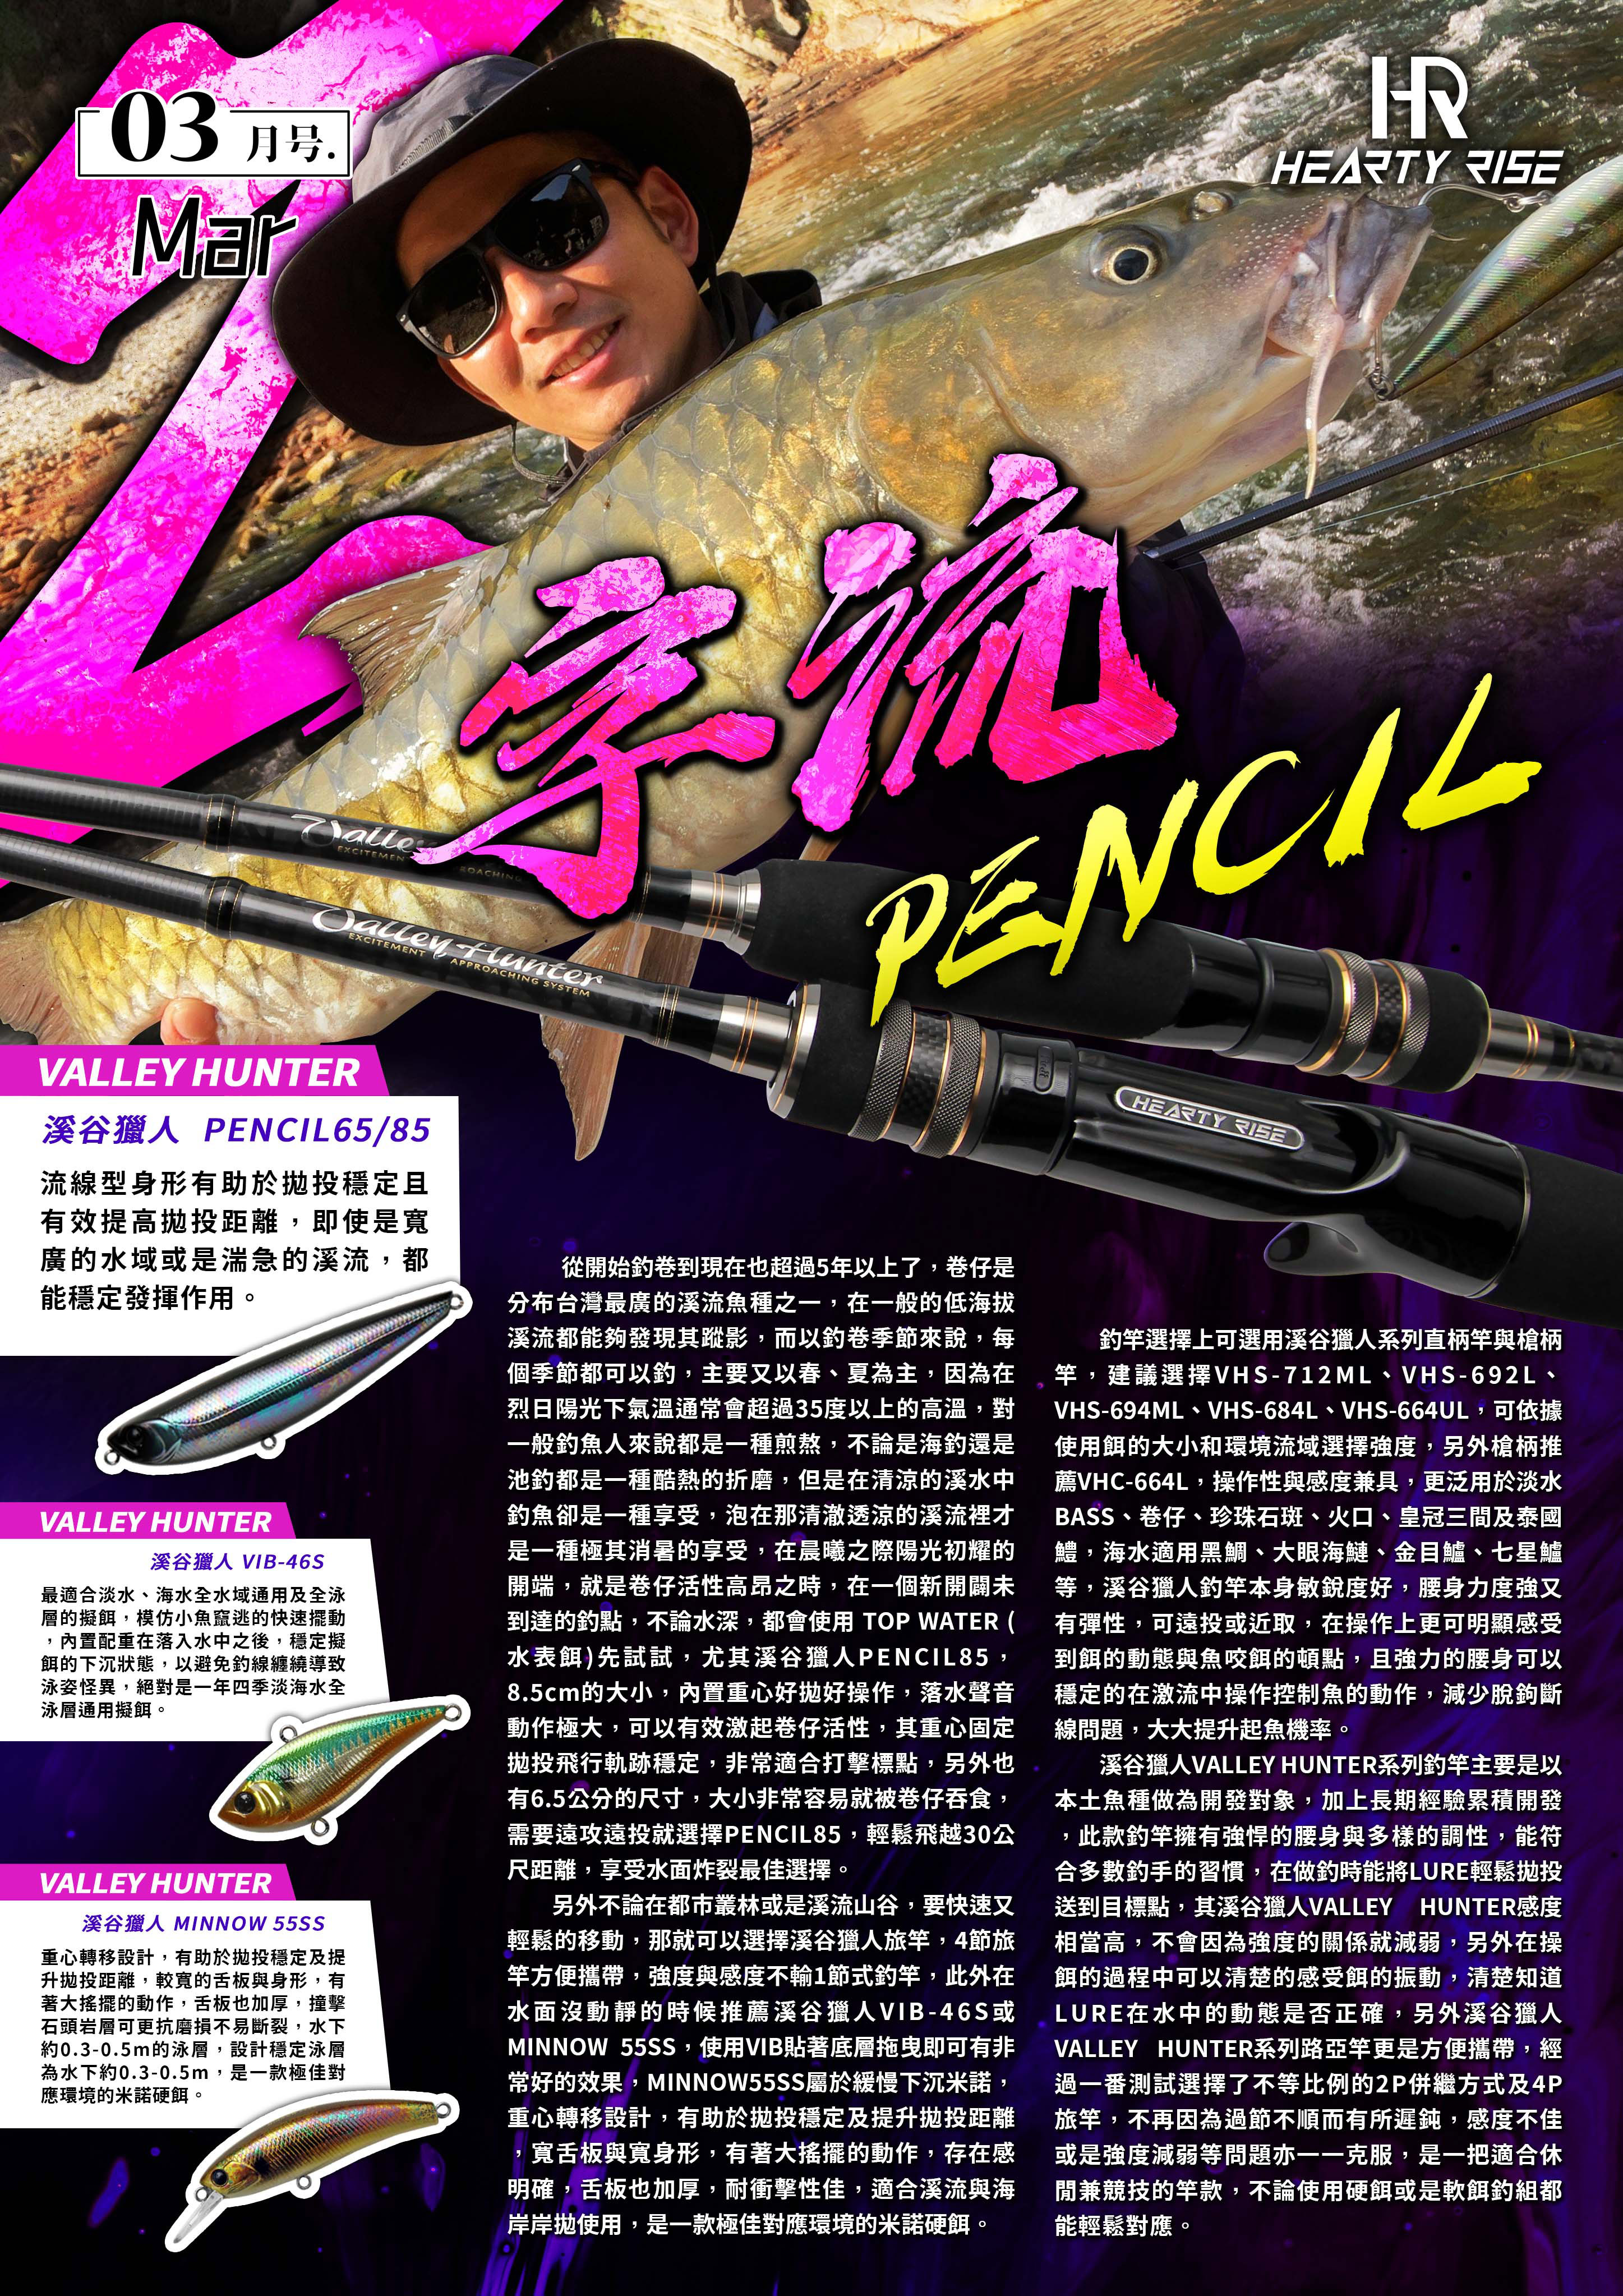 03 月号.
Mar
HR
HEARTY RISE
Z
字流
PENCIL
Valley
EXCITEMEN
ROACHING
Valley Hunter
EXCITEMENT APPROACHING SYSTEM
HEARTY RISE
VALLEY HUNTER
溪谷獵人 PENCIL65/85
流線型身形有助於拋投穩定且
有效提高拋投距離，即使是寬
廣的水域或是湍急的溪流，都
能穩定發揮作用。
VALLEY HUNTER
溪谷獵人 VIB-46S
最適合淡水、海水全水域通用及全泳
層的擬餌，模仿小魚竄逃的快速擺動
，內置配重在落入水中之後，穩定擬
餌的下沉狀態，以避免釣線纏繞導致
泳姿怪異，絕對是一年四季淡海水全
泳層通用擬餌。
VALLEY HUNTER
溪谷獵人 MINNOW 55SS
重心轉移設計，有助於拋投穩定及提
升拋投距離，較寬的舌板與身形，有
著大搖擺的動作，舌板也加厚，撞擊
石頭岩層可更抗磨損不易斷裂，水下
約0.3-0.5m的泳層，設計穩定泳層
為水下約0.3-0.5m，是一款極佳對
應環境的米諾硬餌。
從開始釣卷到現在也超過5年以上了，卷仔是
分布台灣最廣的溪流魚種之一，在一般的低海拔
溪流都能夠發現其蹤影，而以釣卷季節來說，每
個季節都可以釣，主要又以春、夏為主，因為在
烈日陽光下氣溫通常會超過35度以上的高溫，對
一般釣魚人來說都是一種煎熬，不論是海釣還是
池釣都是一種酷熱的折磨，但是在清涼的溪水中
釣魚卻是一種享受，泡在那清澈透涼的溪流裡才
是一種極其消暑的享受，在晨曦之際陽光初耀的
開端，就是卷仔活性高昂之時，在一個新開闢未
到達的釣點，不論水深，都會使用 TOP WATER (
水表餌)先試試，尤其溪谷獵人PENCIL85，
8.5cm的大小，內置重心好拋好操作，落水聲音
動作極大，可以有效激起卷仔活性，其重心固定
拋投飛行軌跡穩定，非常適合打擊標點，另外也
有6.5公分的尺寸，大小非常容易就被卷仔吞食，
需要遠攻遠投就選擇PENCIL85，輕鬆飛越30公
尺距離，享受水面炸裂最佳選擇。
另外不論在都市叢林或是溪流山谷，要快速又
輕鬆的移動，那就可以選擇溪谷獵人旅竿，4節旅
竿方便攜帶，強度與感度不輸1節式釣竿，此外在
水面沒動靜的時候推薦溪谷獵人VIB-46S或
MINNOW 55SS，使用VIB貼著底層拖曳即可有非
常好的效果，MINNOW55SS屬於緩慢下沉米諾，
重心轉移設計，有助於拋投穩定及提升拋投距離
，寬舌板與寬身形，有著大搖擺的動作，存在感
明確，舌板也加厚，耐衝擊性佳，適合溪流與海
岸岸拋使用，是一款極佳對應環境的米諾硬餌。
釣竿選擇上可選用溪谷獵人系列直柄竿與槍柄
竿，建議選擇VHS-712ML、VHS-692L、
VHS-694ML、VHS-684L、VHS-664UL，可依據
使用餌的大小和環境流域選擇強度，另外槍柄推
薦VHC-664L，操作性與感度兼具，更泛用於淡水
BASS、卷仔、珍珠石斑、火口、皇冠三間及泰國
鱧，海水適用黑鯛、大眼海鰱、金目鱸、七星鱸
等，溪谷獵人釣竿本身敏銳度好，腰身力度強又
有彈性，可遠投或近取，在操作上更可明顯感受
到餌的動態與魚咬餌的頓點，且強力的腰身可以
穩定的在激流中操作控制魚的動作，減少脫鉤斷
線問題，大大提升起魚機率。
溪谷獵人VALLEY HUNTER系列釣竿主要是以
本土魚種做為開發對象，加上長期經驗累積開發
，此款釣竿擁有強悍的腰身與多樣的調性，能符
合多數釣手的習慣，在做釣時能將LURE輕鬆拋投
送到目標點，其溪谷獵人VALLEY HUNTER感度
相當高，不會因為強度的關係就減弱，另外在操
餌的過程中可以清楚的感受餌的振動，清楚知道
LURE在水中的動態是否正確，另外溪谷獵人
VALLEY HUNTER系列路亞竿更是方便攜帶，經
過一番測試選擇了不等比例的2P併繼方式及4P
旅竿，不再因為過節不順而有所遲鈍，感度不佳
或是強度減弱等問題亦一一克服，是一把適合休
閒兼競技的竿款，不論使用硬餌或是軟餌釣組都
能輕鬆對應。